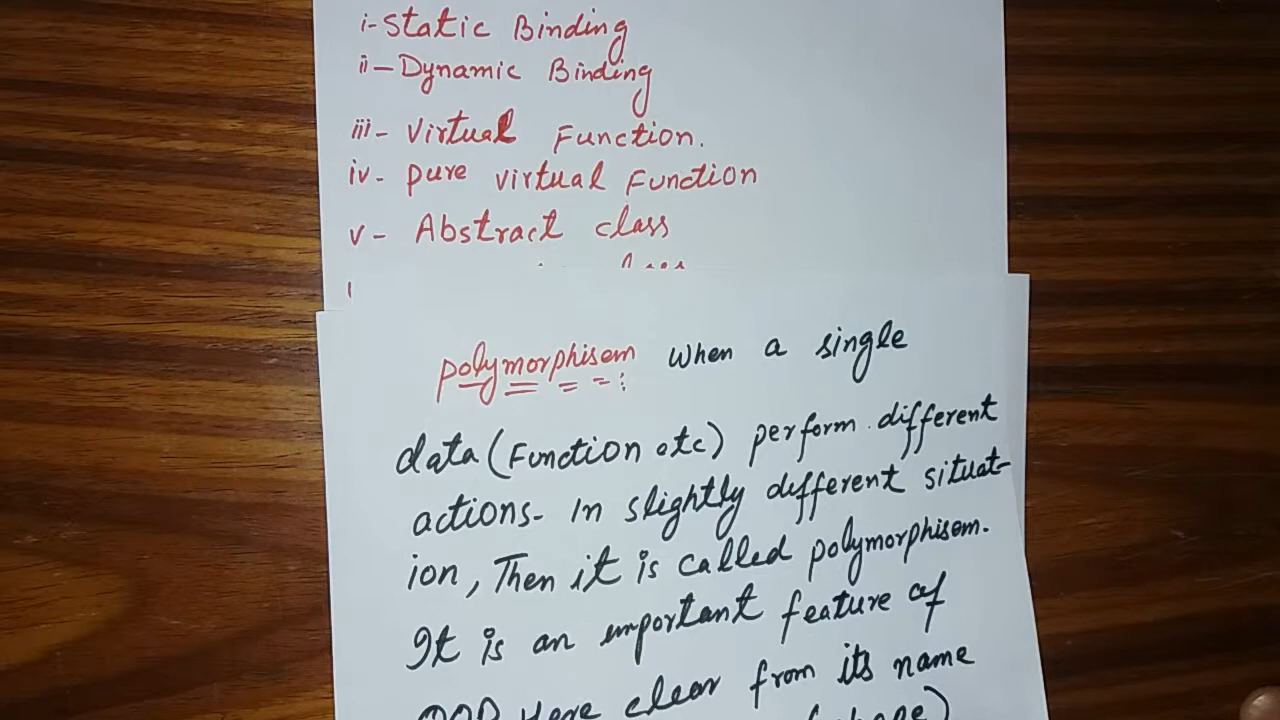 i-Static Binding
ii-Dynamic Binding
iii- Virtual Function.
iv- pure virtual Function
v- Abstract class
polymorphisem when a single
data (Function etc) perform different
actions- In slightly different situat-
ion, Then it is called polymorphisem.
It is an important feature of
OOP Here clear from its name